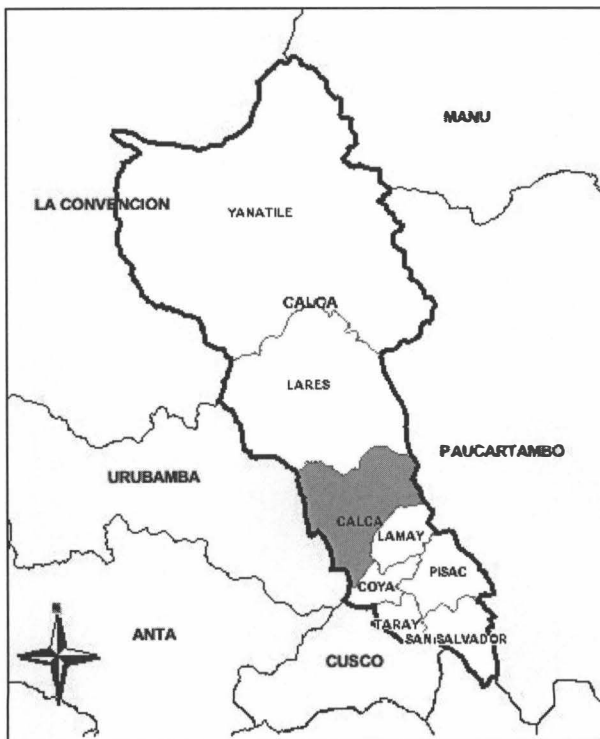 MANU
LA CONVENCION
YANATILE
CALCA
LARES
PAUCARTAMBO
URUBAMBA
CALCA
LAMAY
PISAC
COYA
TARAY
SAN SALVADOR
ANTA
CUSCO